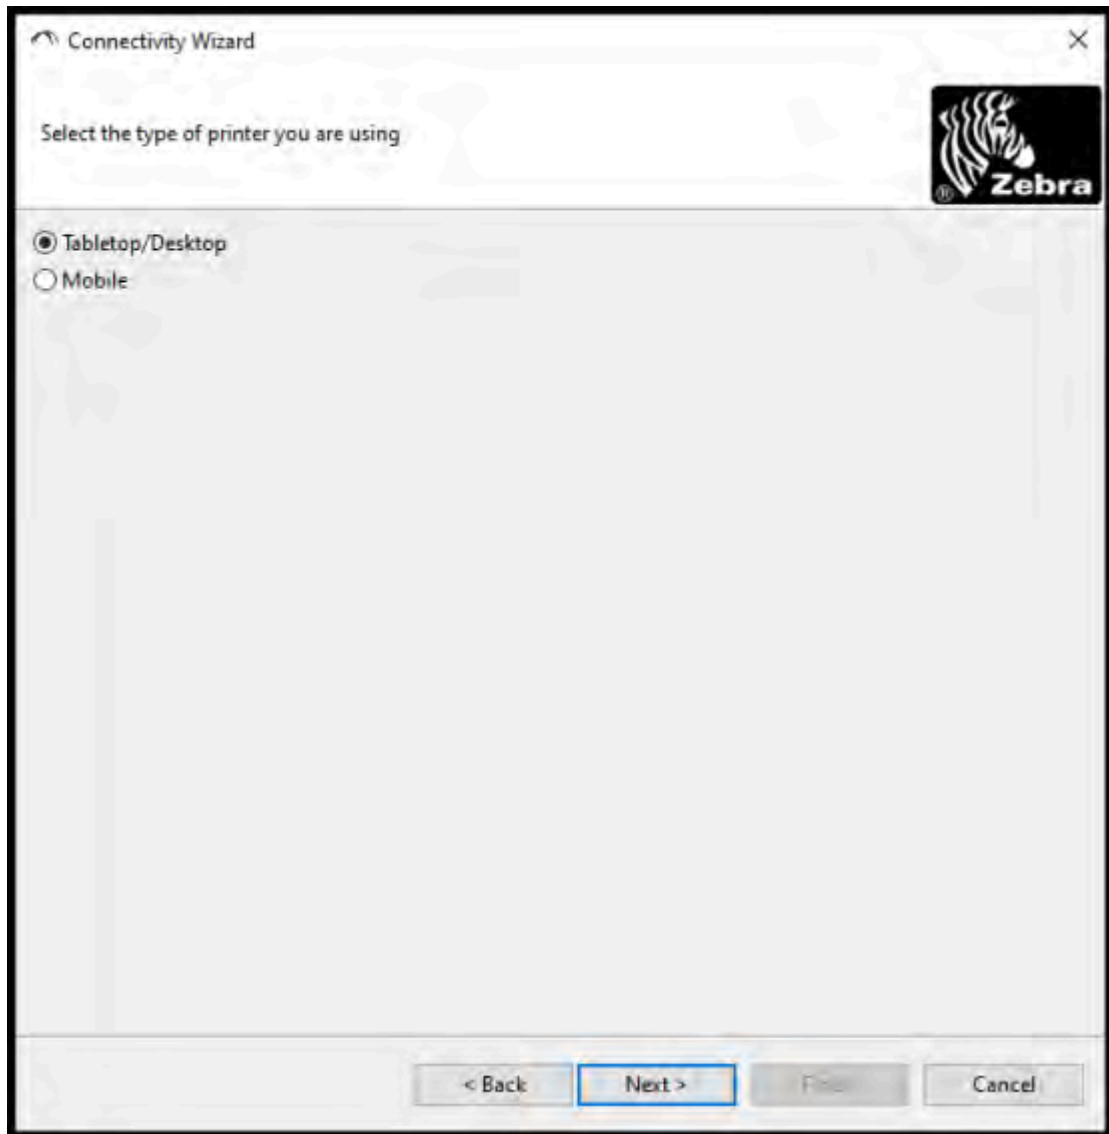 Connectivity Wizard
Select the type of printer you are using
® Zebra
Tabletop/Desktop
Mobile
< Back Next > Cancel